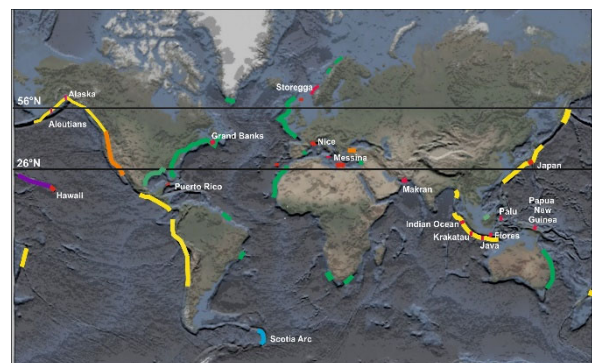 Storegga
Alaska
56°N
Aleutians
Grand Banks
Nice
Messina
Japan
26°N
Hawaii
Puerto Rico
Makran
Palu
Papua
New
Guinea
Indian Ocean
Krakatau
Flores
Java
Scotia Arc